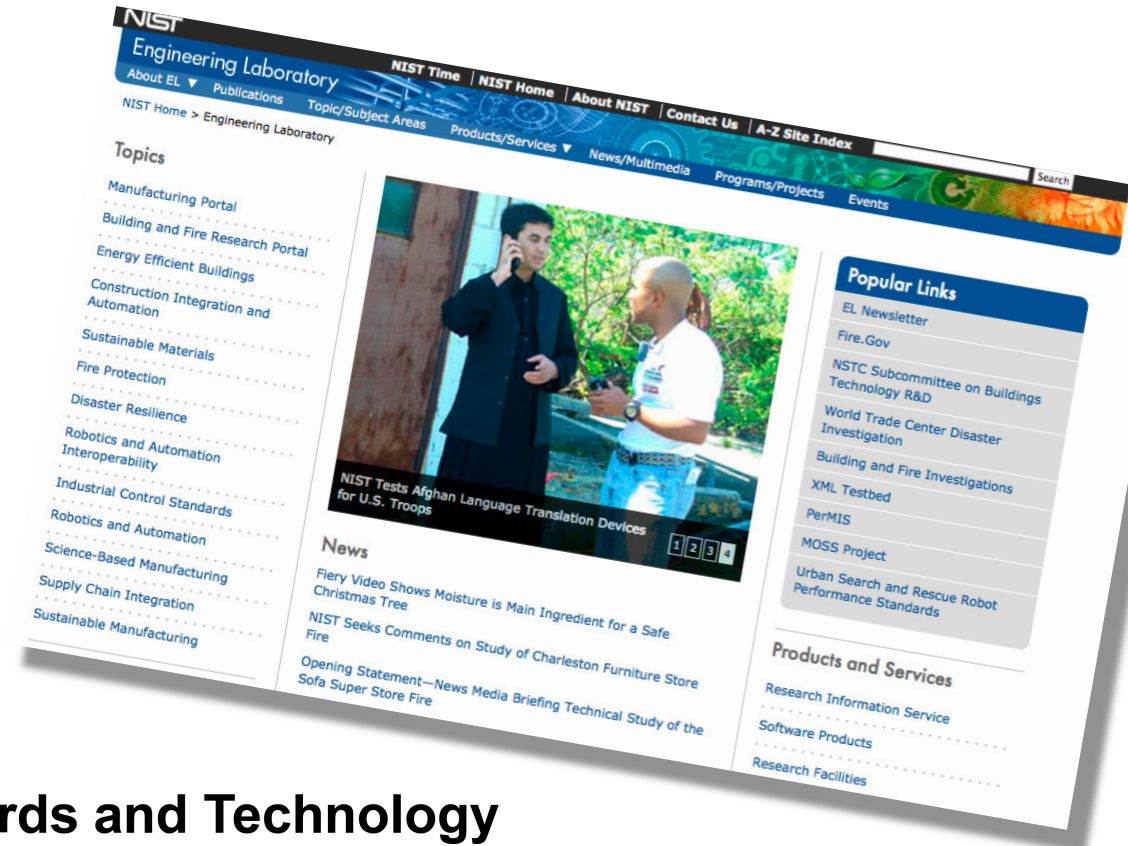 NIST
NIST Time | NIST Home | About NIST | Contact Us | A-Z Site Index
Search
Engineering Laboratory
About EL ▼ Publications Topic/Subject Areas Products/Services ▼ News/Multimedia Programs/Projects Events
NIST Home > Engineering Laboratory
Topics
Manufacturing Portal
Building and Fire Research Portal
Energy Efficient Buildings
Construction Integration and
Automation
Sustainable Materials
Fire Protection
Disaster Resilience
Robotics and Automation
Interoperability
Industrial Control Standards
Robotics and Automation
Science-Based Manufacturing
Supply Chain Integration
Sustainable Manufacturing
NIST Tests Afghan Language Translation Devices
for U.S. Troops
1 2 3 4
News
Fiery Video Shows Moisture is Main Ingredient for a Safe
Christmas Tree
NIST Seeks Comments on Study of Charleston Furniture Store
Fire
Opening Statement—News Media Briefing Technical Study of the
Sofa Super Store Fire
Popular Links
EL Newsletter
Fire.Gov
NSTC Subcommittee on Buildings
Technology R&D
World Trade Center Disaster
Investigation
Building and Fire Investigations
XML Testbed
PerMIS
MOSS Project
Urban Search and Rescue Robot
Performance Standards
Products and Services
Research Information Service
Software Products
Research Facilities
rds and Technology